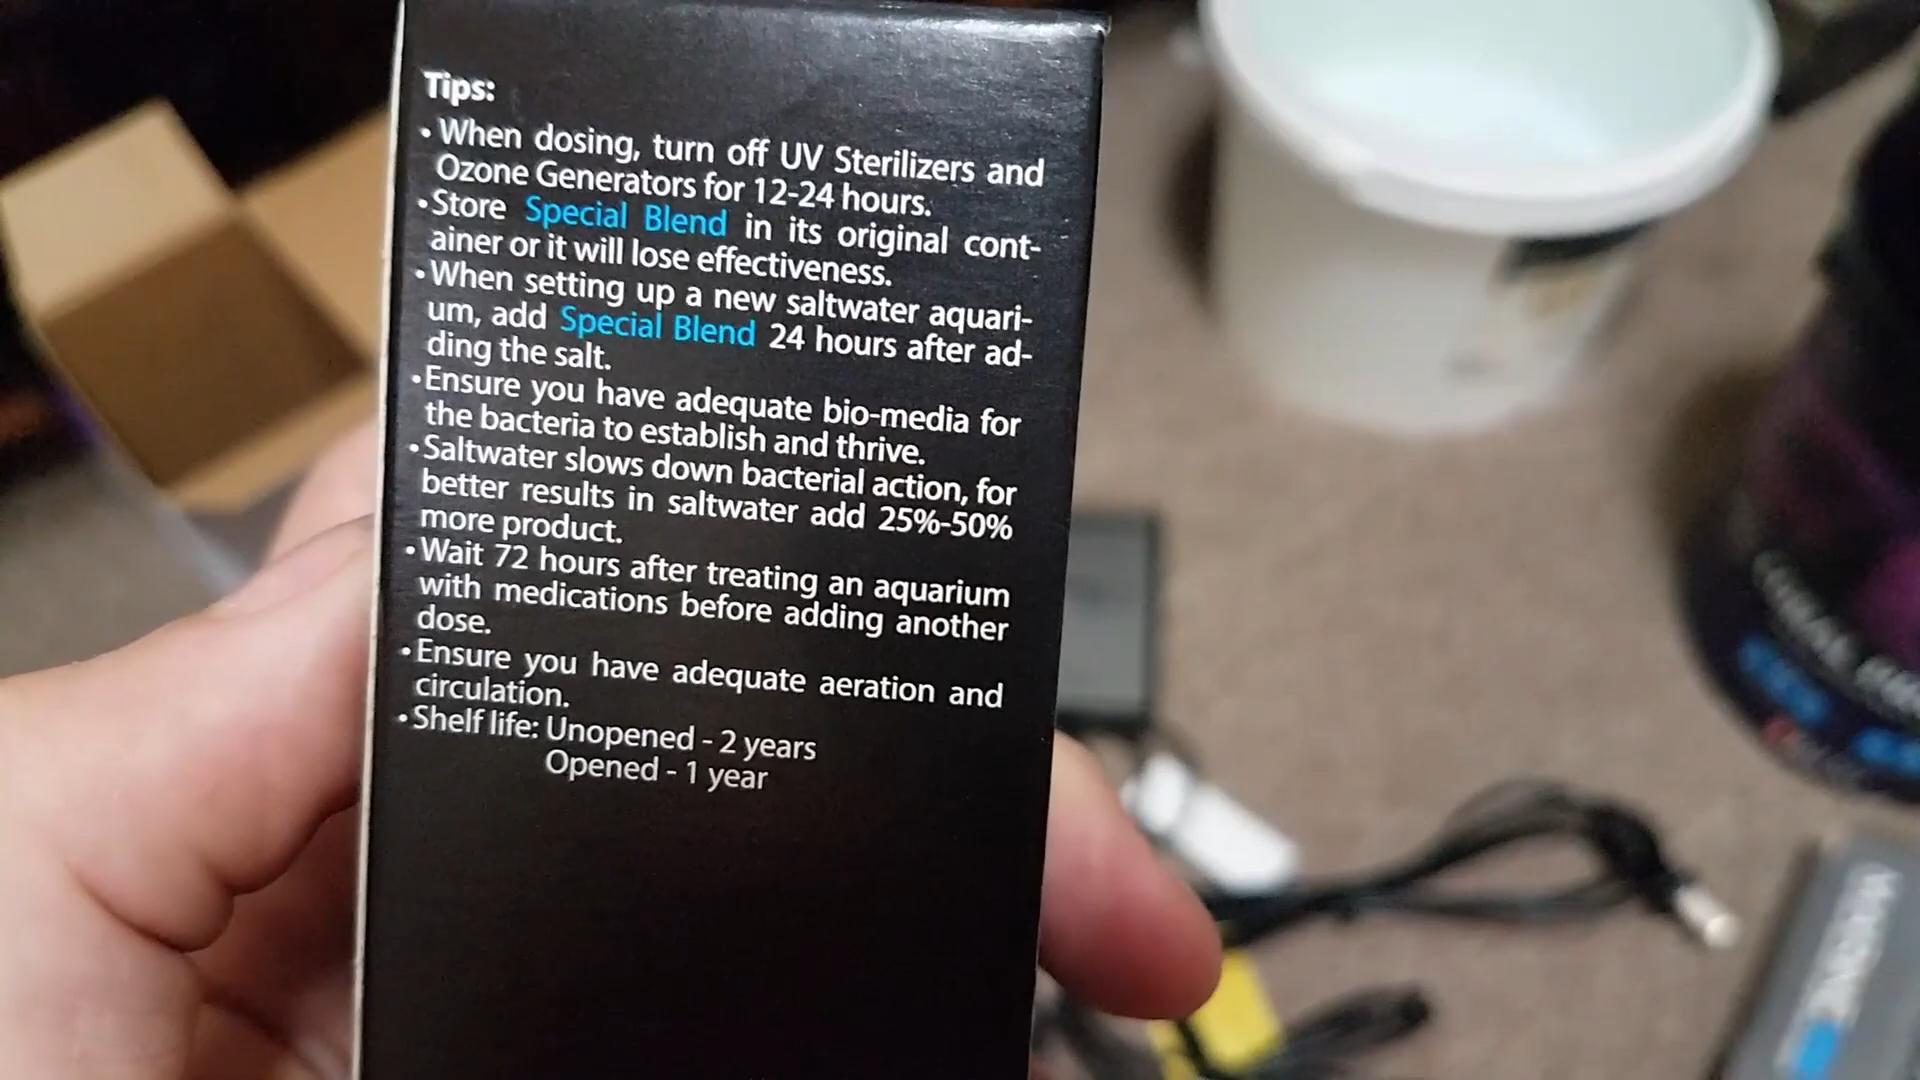 Tips:
• When dosing, turn off UV Sterilizers and
Ozone Generators for 12-24 hours.
• Store Special Blend in its original cont-
ainer or it will lose effectiveness.
• When setting up a new saltwater aquari-
um, add Special Blend 24 hours after ad-
ding the salt.
• Ensure you have adequate bio-media for
the bacteria to establish and thrive.
• Saltwater slows down bacterial action, for
better results in saltwater add 25%-50%
more product.
• Wait 72 hours after treating an aquarium
with medications before adding another
dose.
• Ensure you have adequate aeration and
circulation.
• Shelf life: Unopened - 2 years
Opened - 1 year